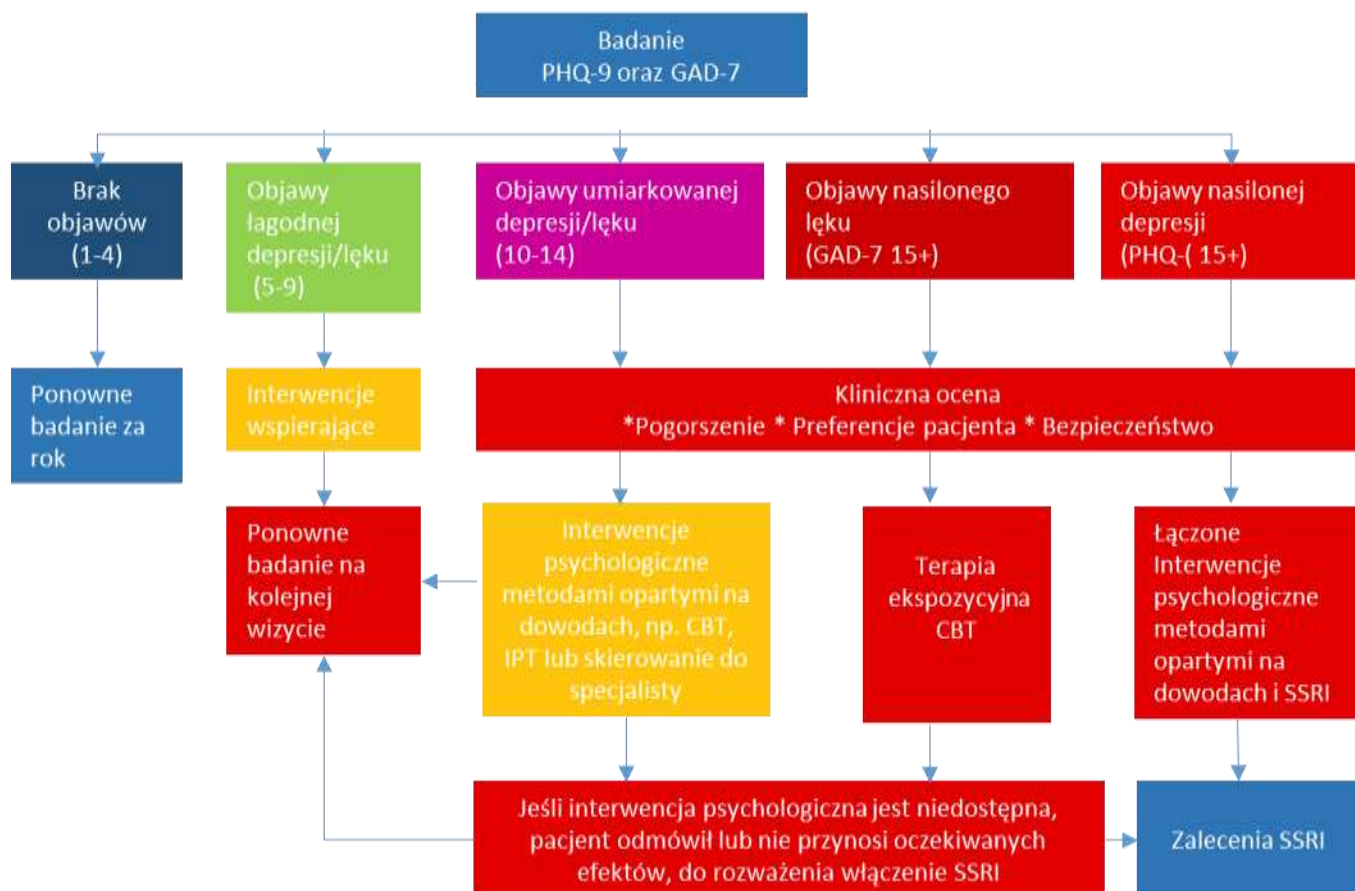 Badanie
PHQ-9 oraz GAD-7
Brak
objawów
(1-4)
Objawy
łagodnej
depresji/lęku
(5-9)
Objawy umiarkowanej
depresji/lęku
(10-14)
Objawy nasilonego
lęku
(GAD-7 15+)
Objawy nasilonej
depresji
(PHQ-( 15+)
Ponowne
badanie za
rok
Interwencje
wspierające
Kliniczna ocena
*Pogorszenie * Preferencje pacjenta * Bezpieczeństwo
Ponowne
badanie na
kolejnej
wizycie
Interwencje
psychologiczne
metodami opartymi na
dowodach, np. CBT,
IPT lub skierowanie do
specjalisty
Terapia
ekspozycyjna
CBT
Łączone
Interwencje
psychologiczne
metodami
opartymi na
dowodach i SSRI
Jeśli interwencja psychologiczna jest niedostępna,
pacjent odmówił lub nie przynosi oczekiwanych
efektów, do rozważenia włączenie SSRI
Zalecenia SSRI